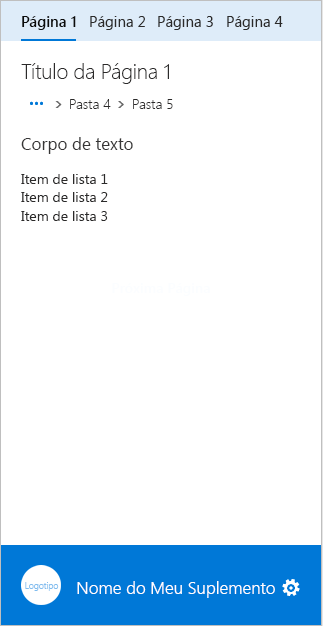 Página 1 Página 2 Página 3 Página 4
Título da Página 1
••• > Pasta 4 > Pasta 5
Corpo de texto
Item de lista 1
Item de lista 2
Item de lista 3
Logotipo
Nome do Meu Suplemento